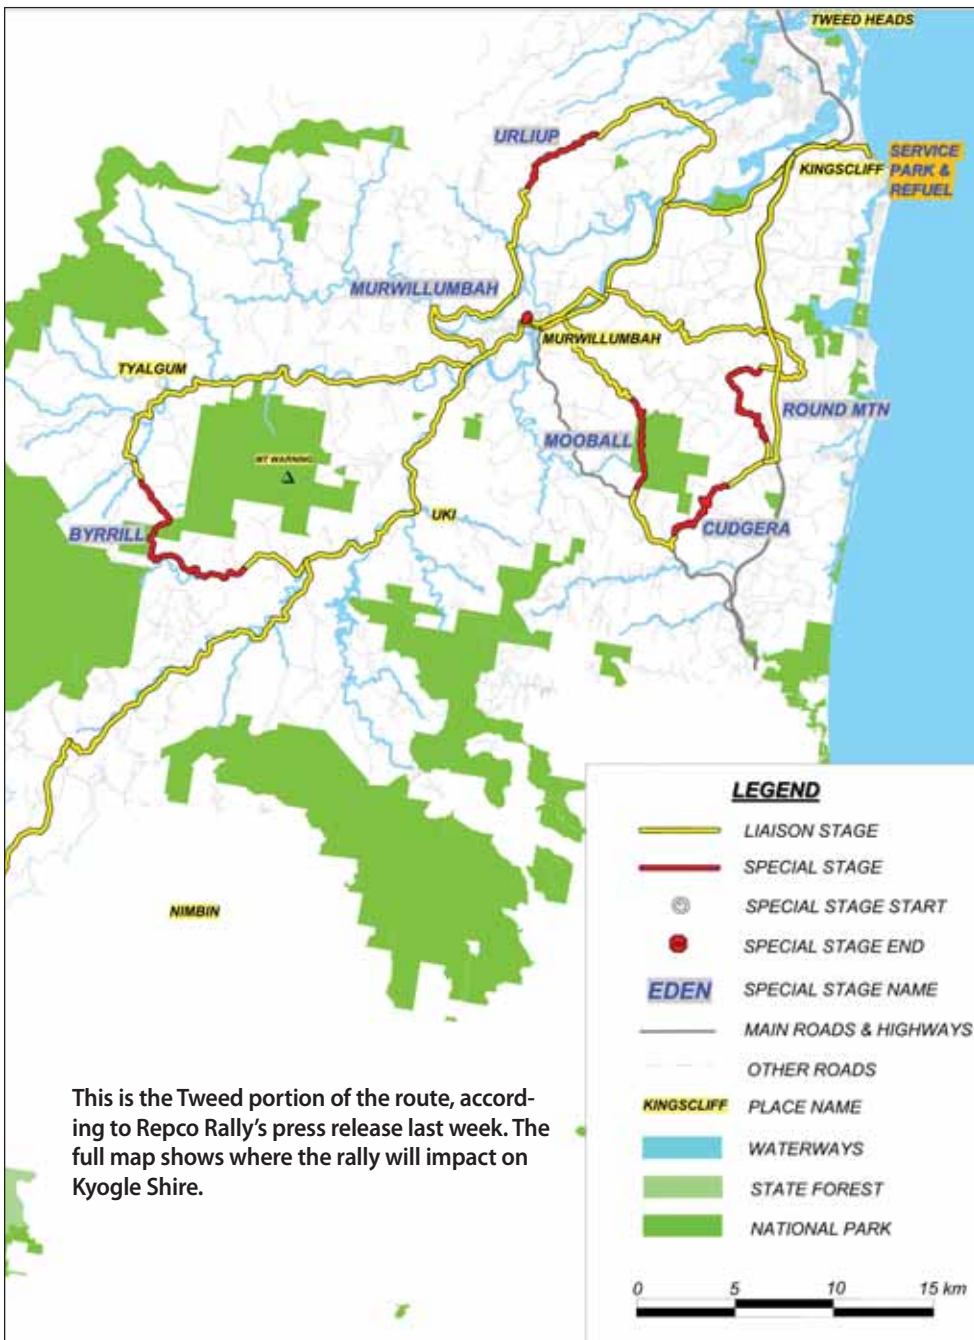 TWEED HEADS
URLIUP
SERVICE
PARK &
REFUEL
KINGSCLIFF
MURWILLUMBAH
MURWILLUMBAH
TYALGUM
ROUND MTN
MOOBALL
MT WARNING
UKI
CUDGERA
BYRRILL
NIMBIN
LEGEND
LIAISON STAGE
SPECIAL STAGE
SPECIAL STAGE START
SPECIAL STAGE END
EDEN SPECIAL STAGE NAME
MAIN ROADS & HIGHWAYS
OTHER ROADS
KINGSCLIFF PLACE NAME
WATERWAYS
STATE FOREST
NATIONAL PARK
0 5 10 15 km
This is the Tweed portion of the route, accord-
ing to Repco Rally’s press release last week. The
full map shows where the rally will impact on
Kyogle Shire.